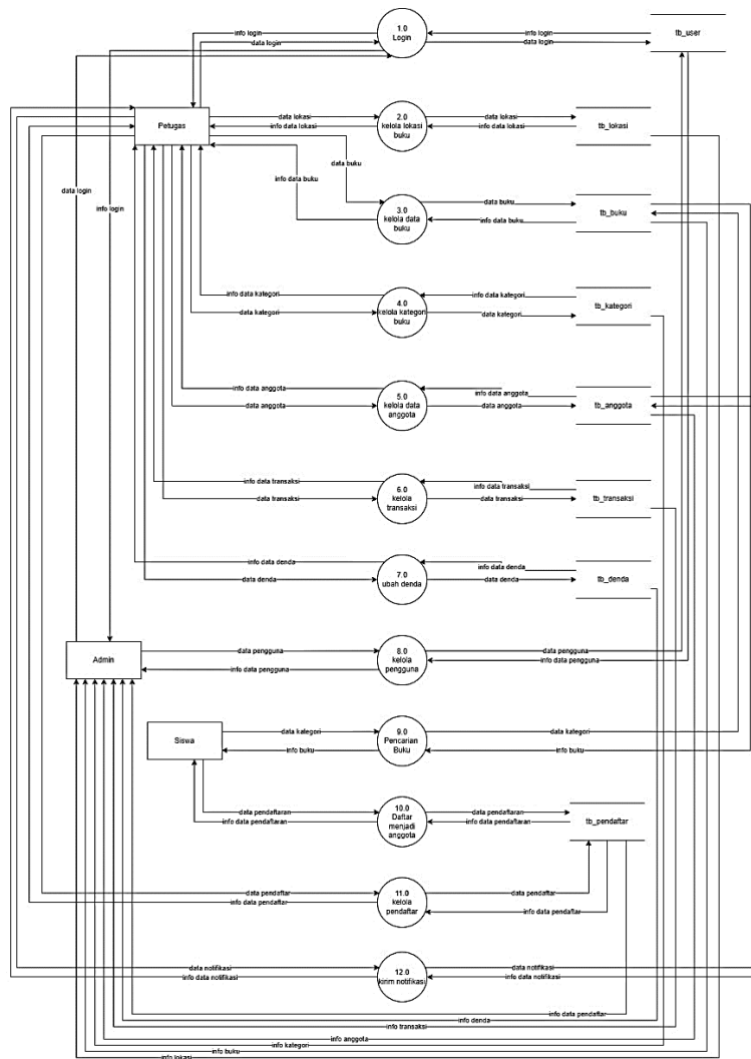 1.0
Login
info login
data login
info login
data login
tb_user
Petugas
data lokasi
info data lokasi
2.0
kelola lokasi
buku
data lokasi
info data lokasi
tb_lokasi
data login
info login
info data buku
data buku
3.0
kelola data
buku
data buku
info data buku
tb_buku
info data kategori
data kategori
4.0
kelola kategori
buku
info data kategori
data kategori
tb_kategori
info data anggota
data anggota
5.0
kelola data
anggota
info data anggota
data anggota
tb_anggota
info data transaksi
data transaksi
6.0
kelola
transaksi
info data transaksi
data transaksi
tb_transaksi
info data denda
data denda
7.0
ubah denda
info data denda
data denda
tb_denda
Admin
data pengguna
info data pengguna
8.0
kelola
pengguna
data pengguna
info data pengguna
Siswa
data kategori
info buku
9.0
Pencarian
Buku
data kategori
info buku
data pendaftaran
info data pendaftaran
10.0
Daftar
menjadi
anggota
data pendaftaran
info data pendaftaran
tb_pendaftar
data pendaftar
info data pendaftar
11.0
kelola
pendaftar
data pendaftar
info data pendaftar
data notifikasi
info data notifikasi
12.0
kirim notifikasi
data notifikasi
info data notifikasi
info data pendaftar
info denda
info transaksi
info anggota
info kategori
info buku
info lokasi